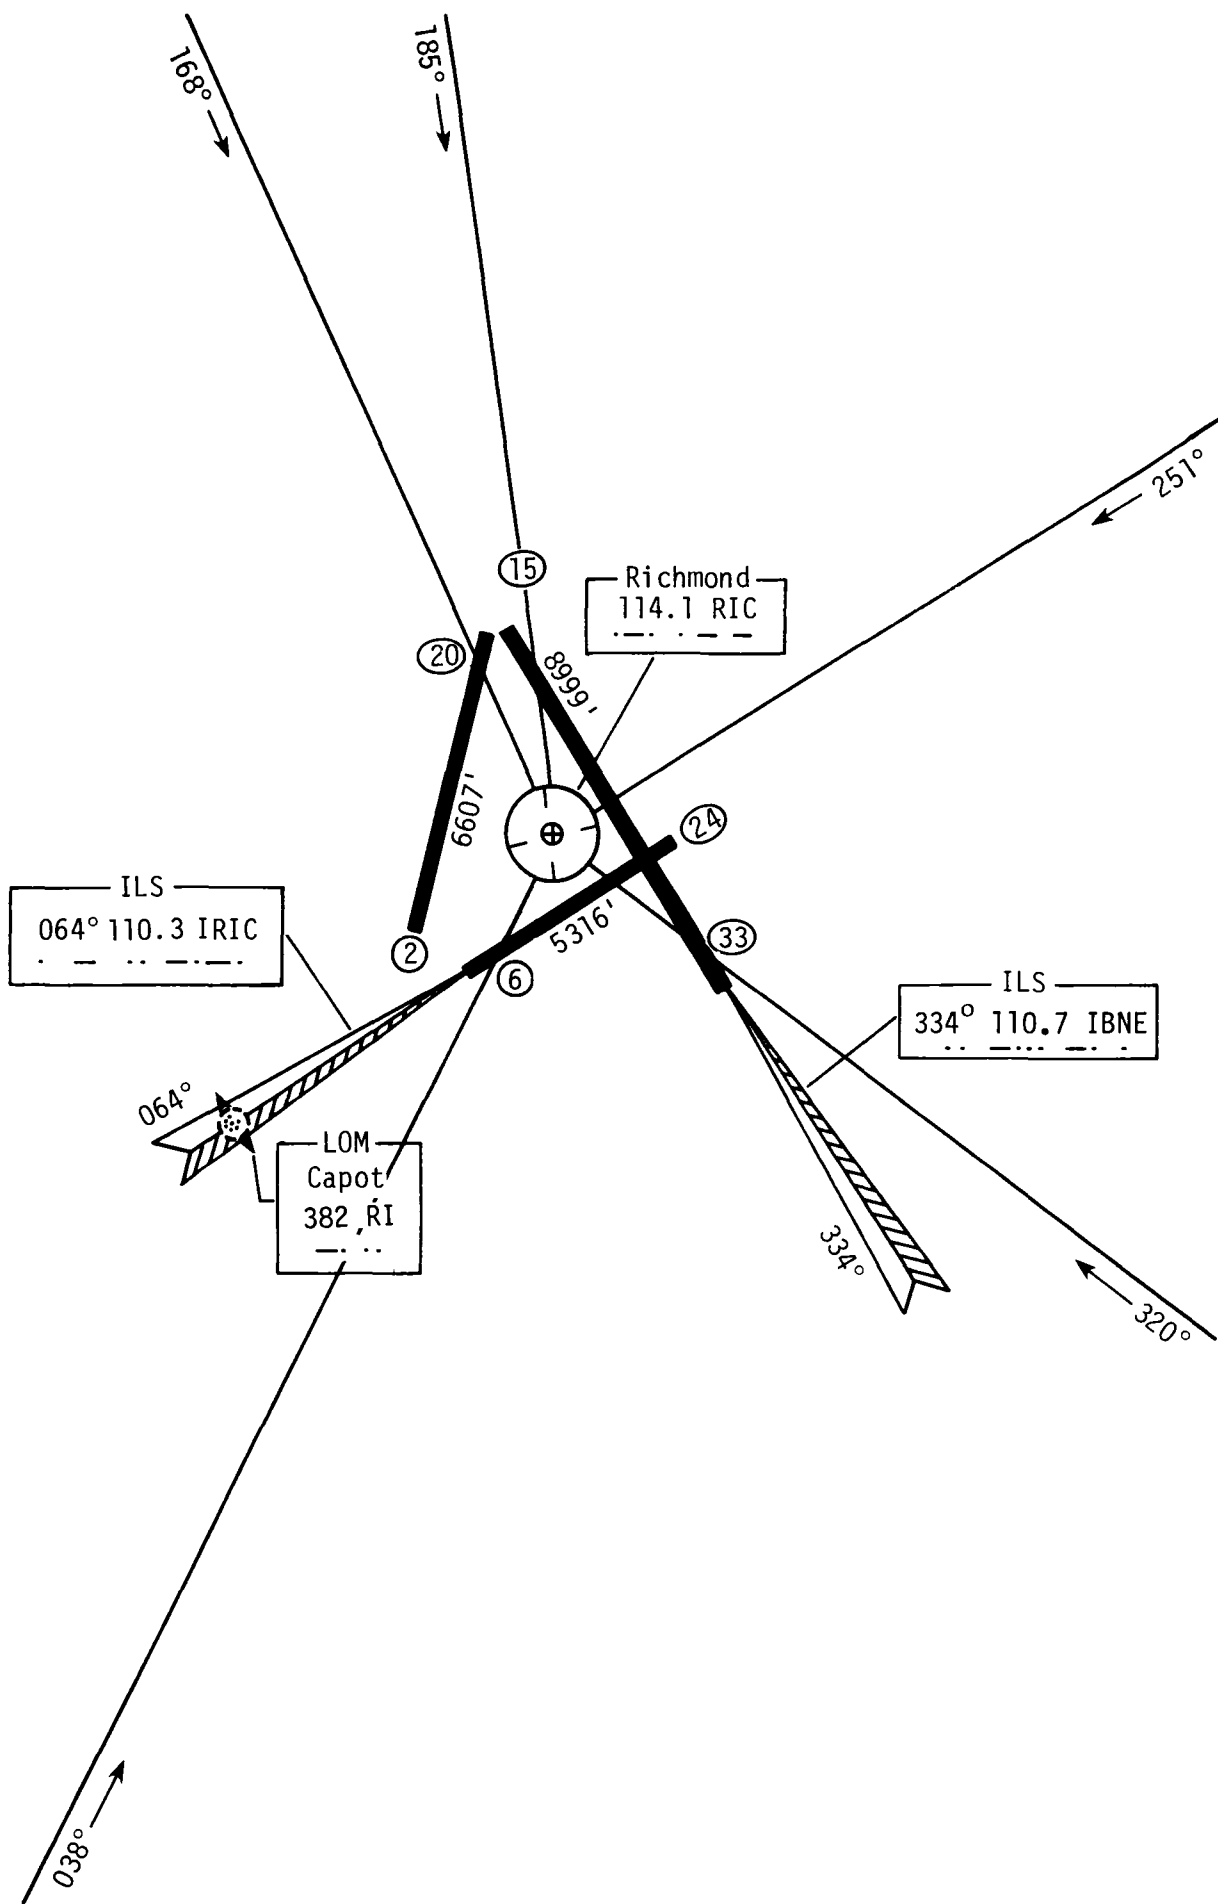 168°
185°
251°
15
Richmond
114.1 RIC
20
8999'
6607'
24
ILS
064° 110.3 IRIC
2
5316'
6
33
ILS
334° 110.7 IBNE
064°
LOM
Capot
382 RI
334°
320°
038°